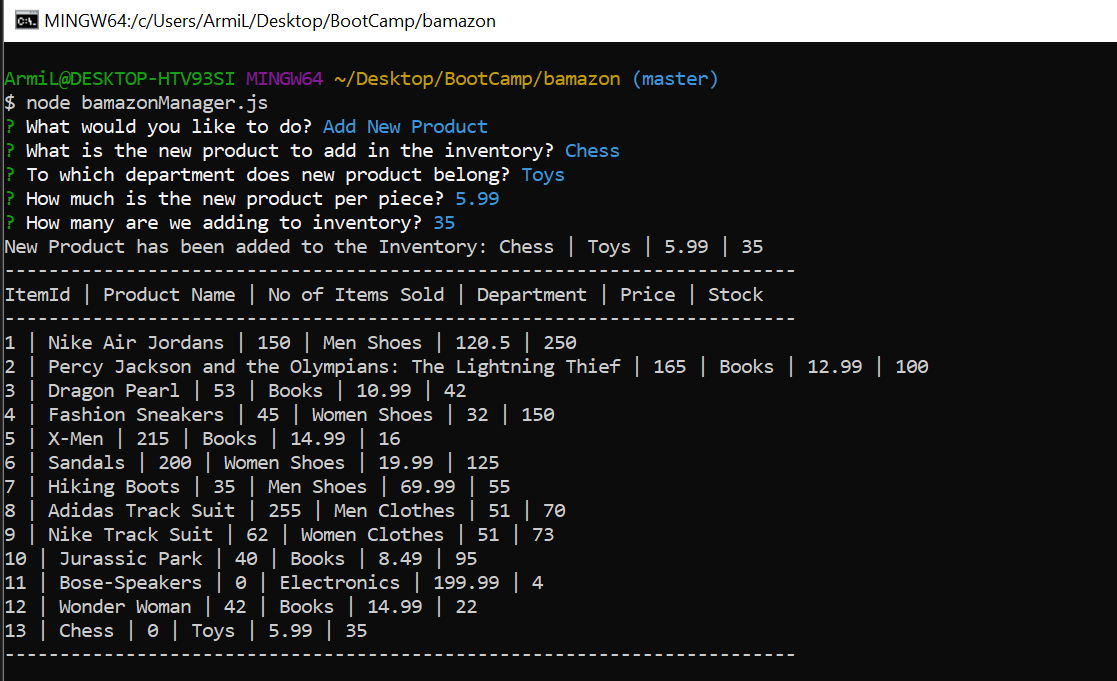 MINGW64:/c/Users/ArmiL/Desktop/BootCamp/bamazon
ArmiL@DESKTOP-HTV93SI MINGW64 ~/Desktop/BootCamp/bamazon (master)
$ node bamazonManager.js
? What would you like to do? Add New Product
? What is the new product to add in the inventory? Chess
? To which department does new product belong? Toys
? How much is the new product per piece? 5.99
? How many are we adding to inventory? 35
New Product has been added to the Inventory: Chess | Toys | 5.99 | 35
------------------------------------------------------------------------
ItemId | Product Name | No of Items Sold | Department | Price | Stock
------------------------------------------------------------------------
1 | Nike Air Jordans | 150 | Men Shoes | 120.5 | 250
2 | Percy Jackson and the Olympians: The Lightning Thief | 165 | Books | 12.99 | 100
3 | Dragon Pearl | 53 | Books | 10.99 | 42
4 | Fashion Sneakers | 45 | Women Shoes | 32 | 150
5 | X-Men | 215 | Books | 14.99 | 16
6 | Sandals | 200 | Women Shoes | 19.99 | 125
7 | Hiking Boots | 35 | Men Shoes | 69.99 | 55
8 | Adidas Track Suit | 255 | Men Clothes | 51 | 70
9 | Nike Track Suit | 62 | Women Clothes | 51 | 73
10 | Jurassic Park | 40 | Books | 8.49 | 95
11 | Bose-Speakers | 0 | Electronics | 199.99 | 4
12 | Wonder Woman | 42 | Books | 14.99 | 22
13 | Chess | 0 | Toys | 5.99 | 35
------------------------------------------------------------------------